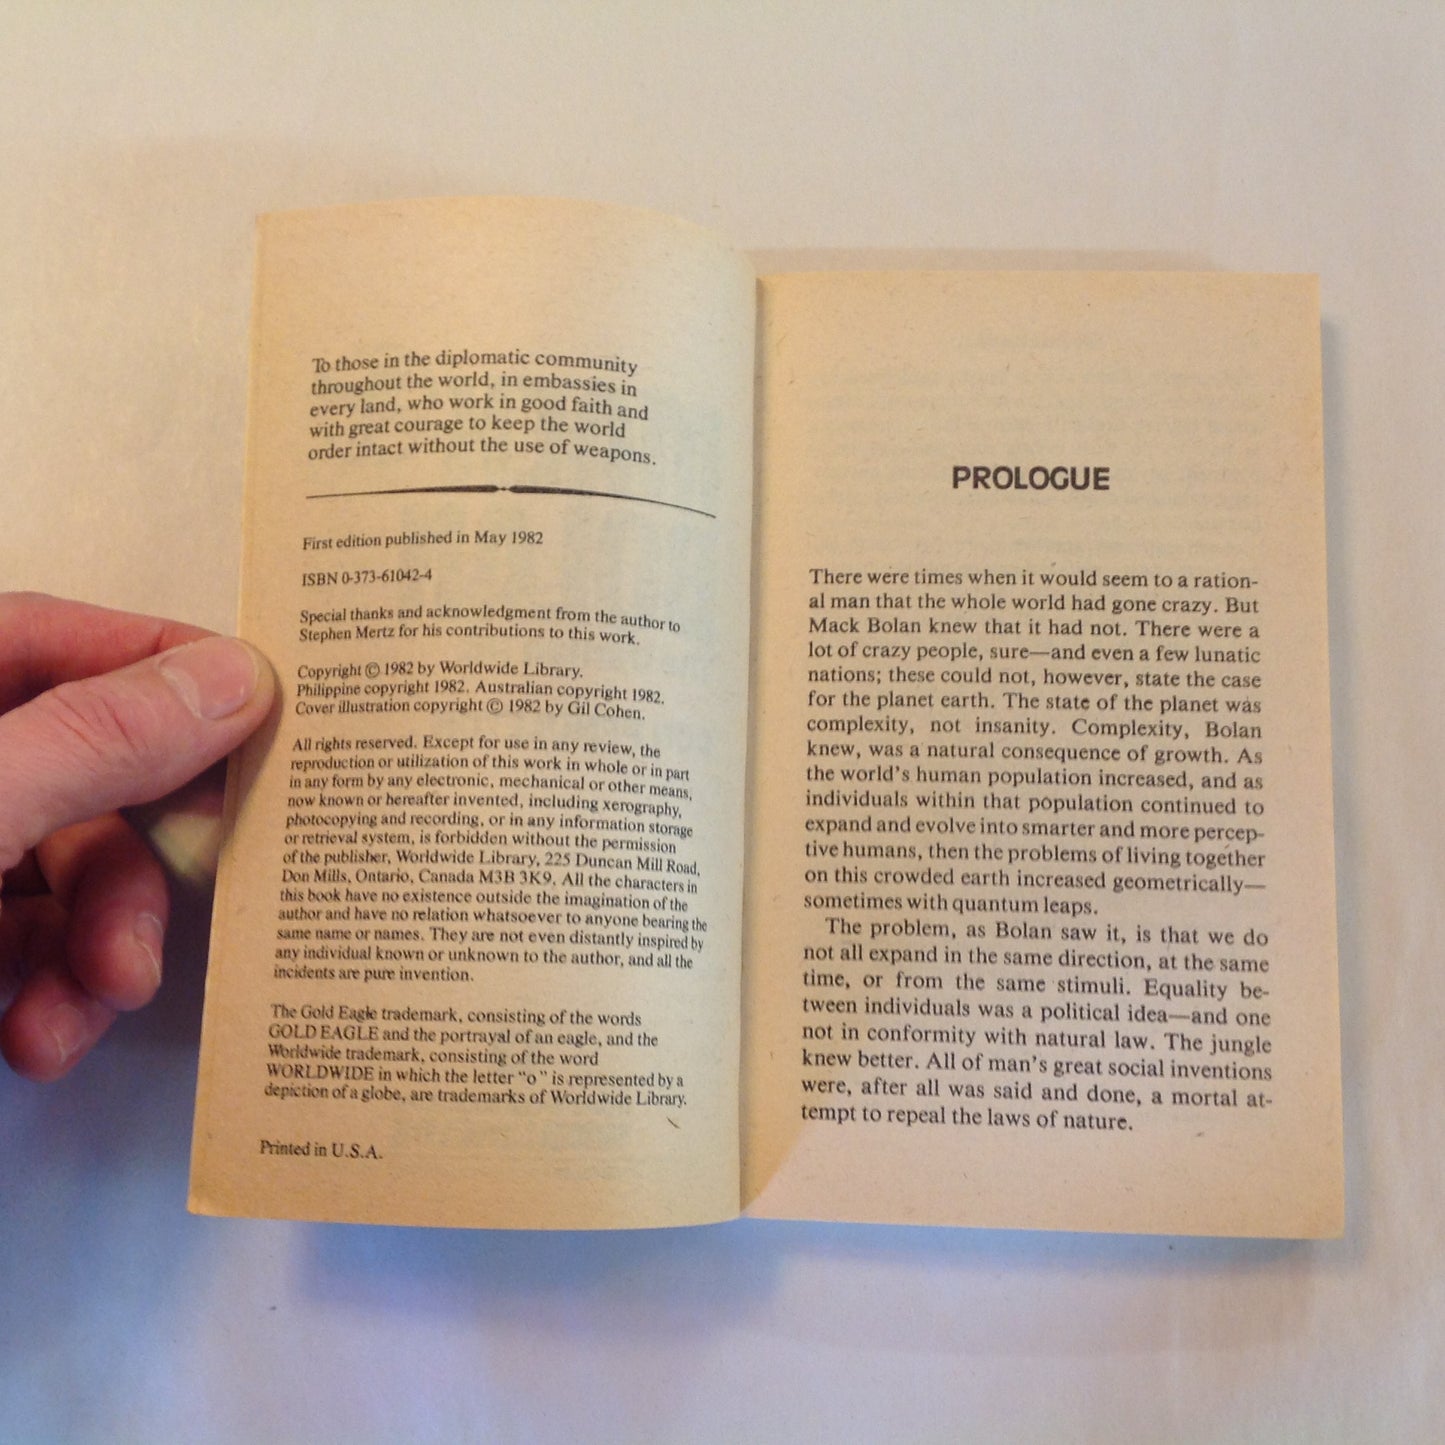 To those in the diplomatic community
throughout the world, in embassies in
every land, who work in good faith and
with great courage to keep the world
order intact without the use of weapons.
First edition published in May 1982
ISBN 0-373-61042-4
Special thanks and acknowledgment from the author to
Stephen Mertz for his contributions to this work.
Copyright © 1982 by Worldwide Library.
Philippine copyright 1982. Australian copyright 1982.
Cover illustration copyright © 1982 by Gil Cohen.
All rights reserved. Except for use in any review, the
reproduction or utilization of this work in whole or in part
in any form by any electronic, mechanical or other means,
now known or hereafter invented, including xerography,
photocopying and recording, or in any information storage
or retrieval system, is forbidden without the permission
of the publisher, Worldwide Library, 225 Duncan Mill Road,
Don Mills, Ontario, Canada M3B 3K9. All the characters in
this book have no existence outside the imagination of the
author and have no relation whatsoever to anyone bearing the
same name or names. They are not even distantly inspired by
any individual known or unknown to the author, and all the
incidents are pure invention.
The Gold Eagle trademark, consisting of the words
GOLD EAGLE and the portrayal of an eagle, and the
Worldwide trademark, consisting of the word
WORLDWIDE in which the letter "o" is represented by a
depiction of a globe, are trademarks of Worldwide Library.
Printed in U.S.A.
PROLOGUE
There were times when it would seem to a ration-
al man that the whole world had gone crazy. But
Mack Bolan knew that it had not. There were a
lot of crazy people, sure—and even a few lunatic
nations; these could not, however, state the case
for the planet earth. The state of the planet was
complexity, not insanity. Complexity, Bolan
knew, was a natural consequence of growth. As
the world's human population increased, and as
individuals within that population continued to
expand and evolve into smarter and more percep-
tive humans, then the problems of living together
on this crowded earth increased geometrically—
sometimes with quantum leaps.
The problem, as Bolan saw it, is that we do
not all expand in the same direction, at the same
time, or from the same stimuli. Equality be-
tween individuals was a political idea—and one
not in conformity with natural law. The jungle
knew better. All of man's great social inventions
were, after all was said and done, a mortal at-
tempt to repeal the laws of nature.